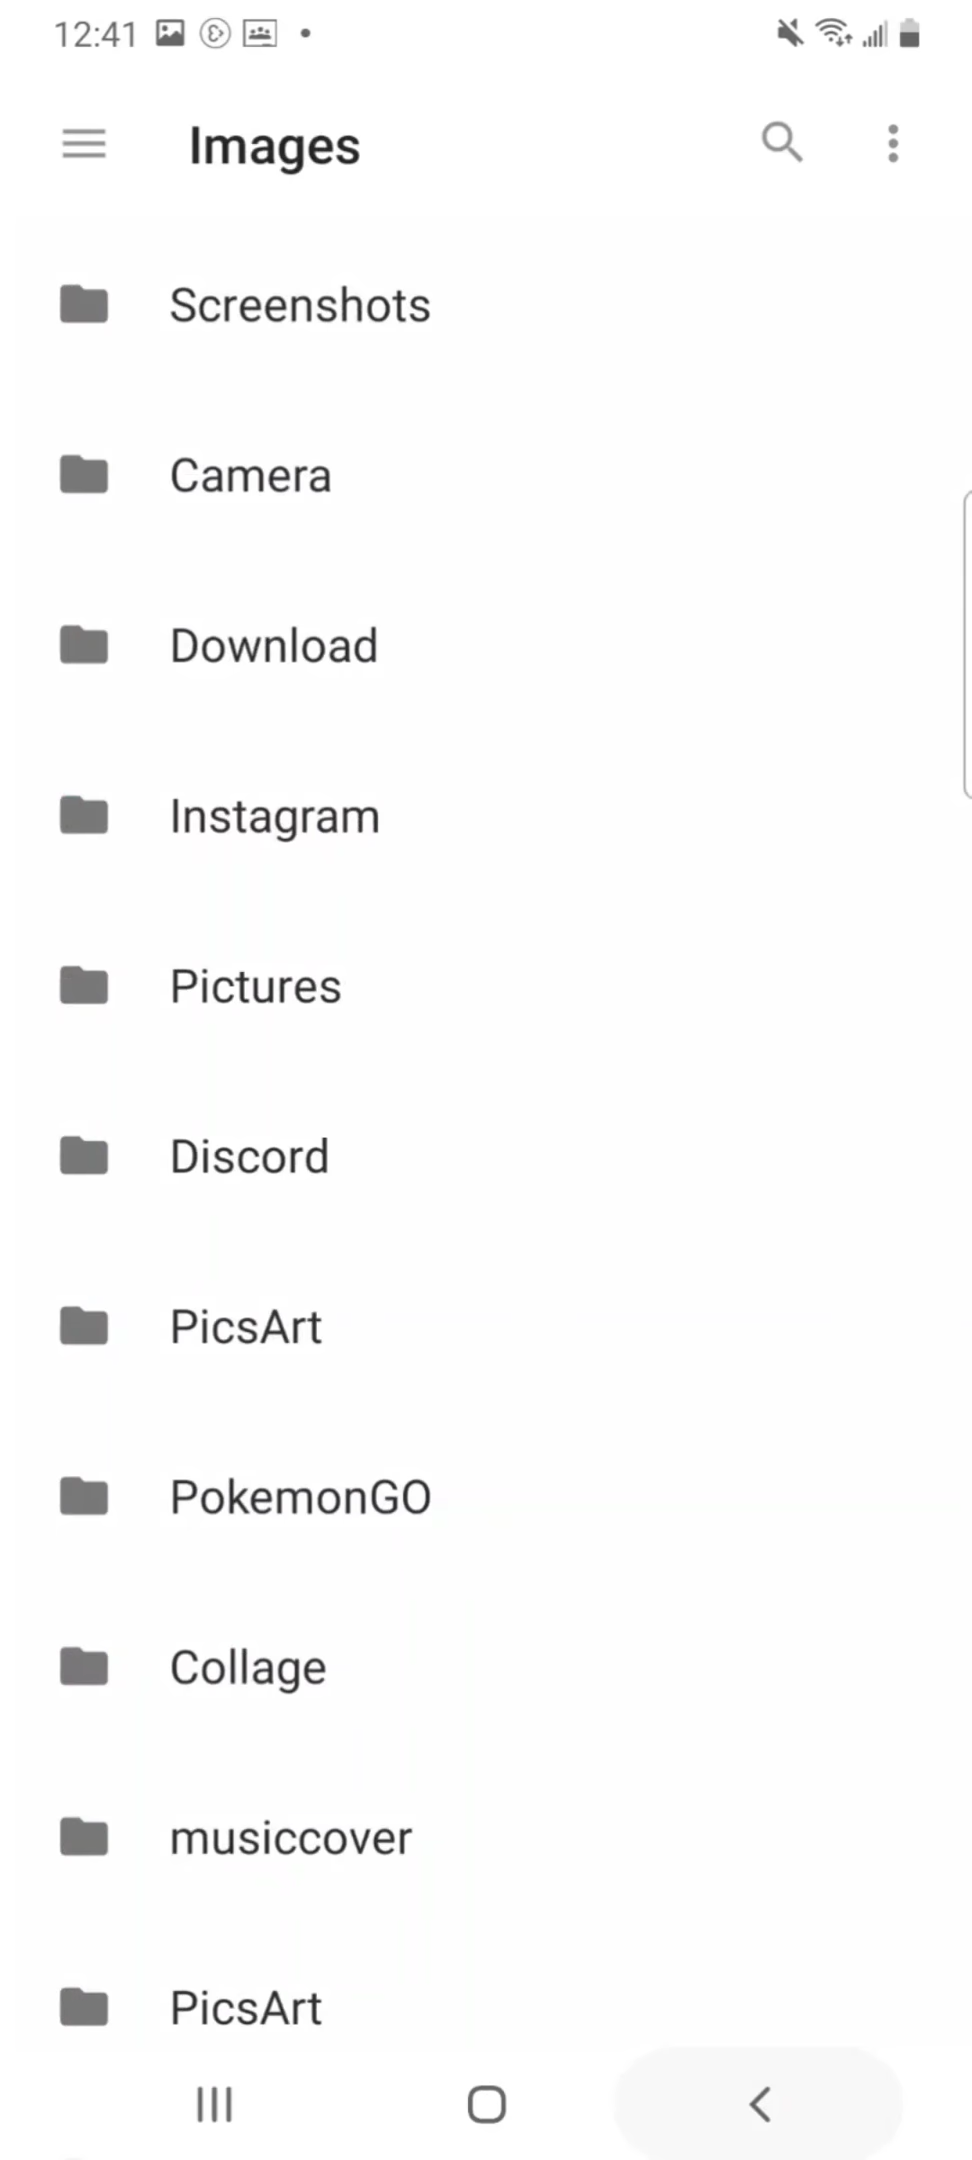 12:41
Images
Screenshots
Camera
Download
Instagram
Pictures
Discord
PicsArt
PokemonGO
Collage
musiccover
PicsArt